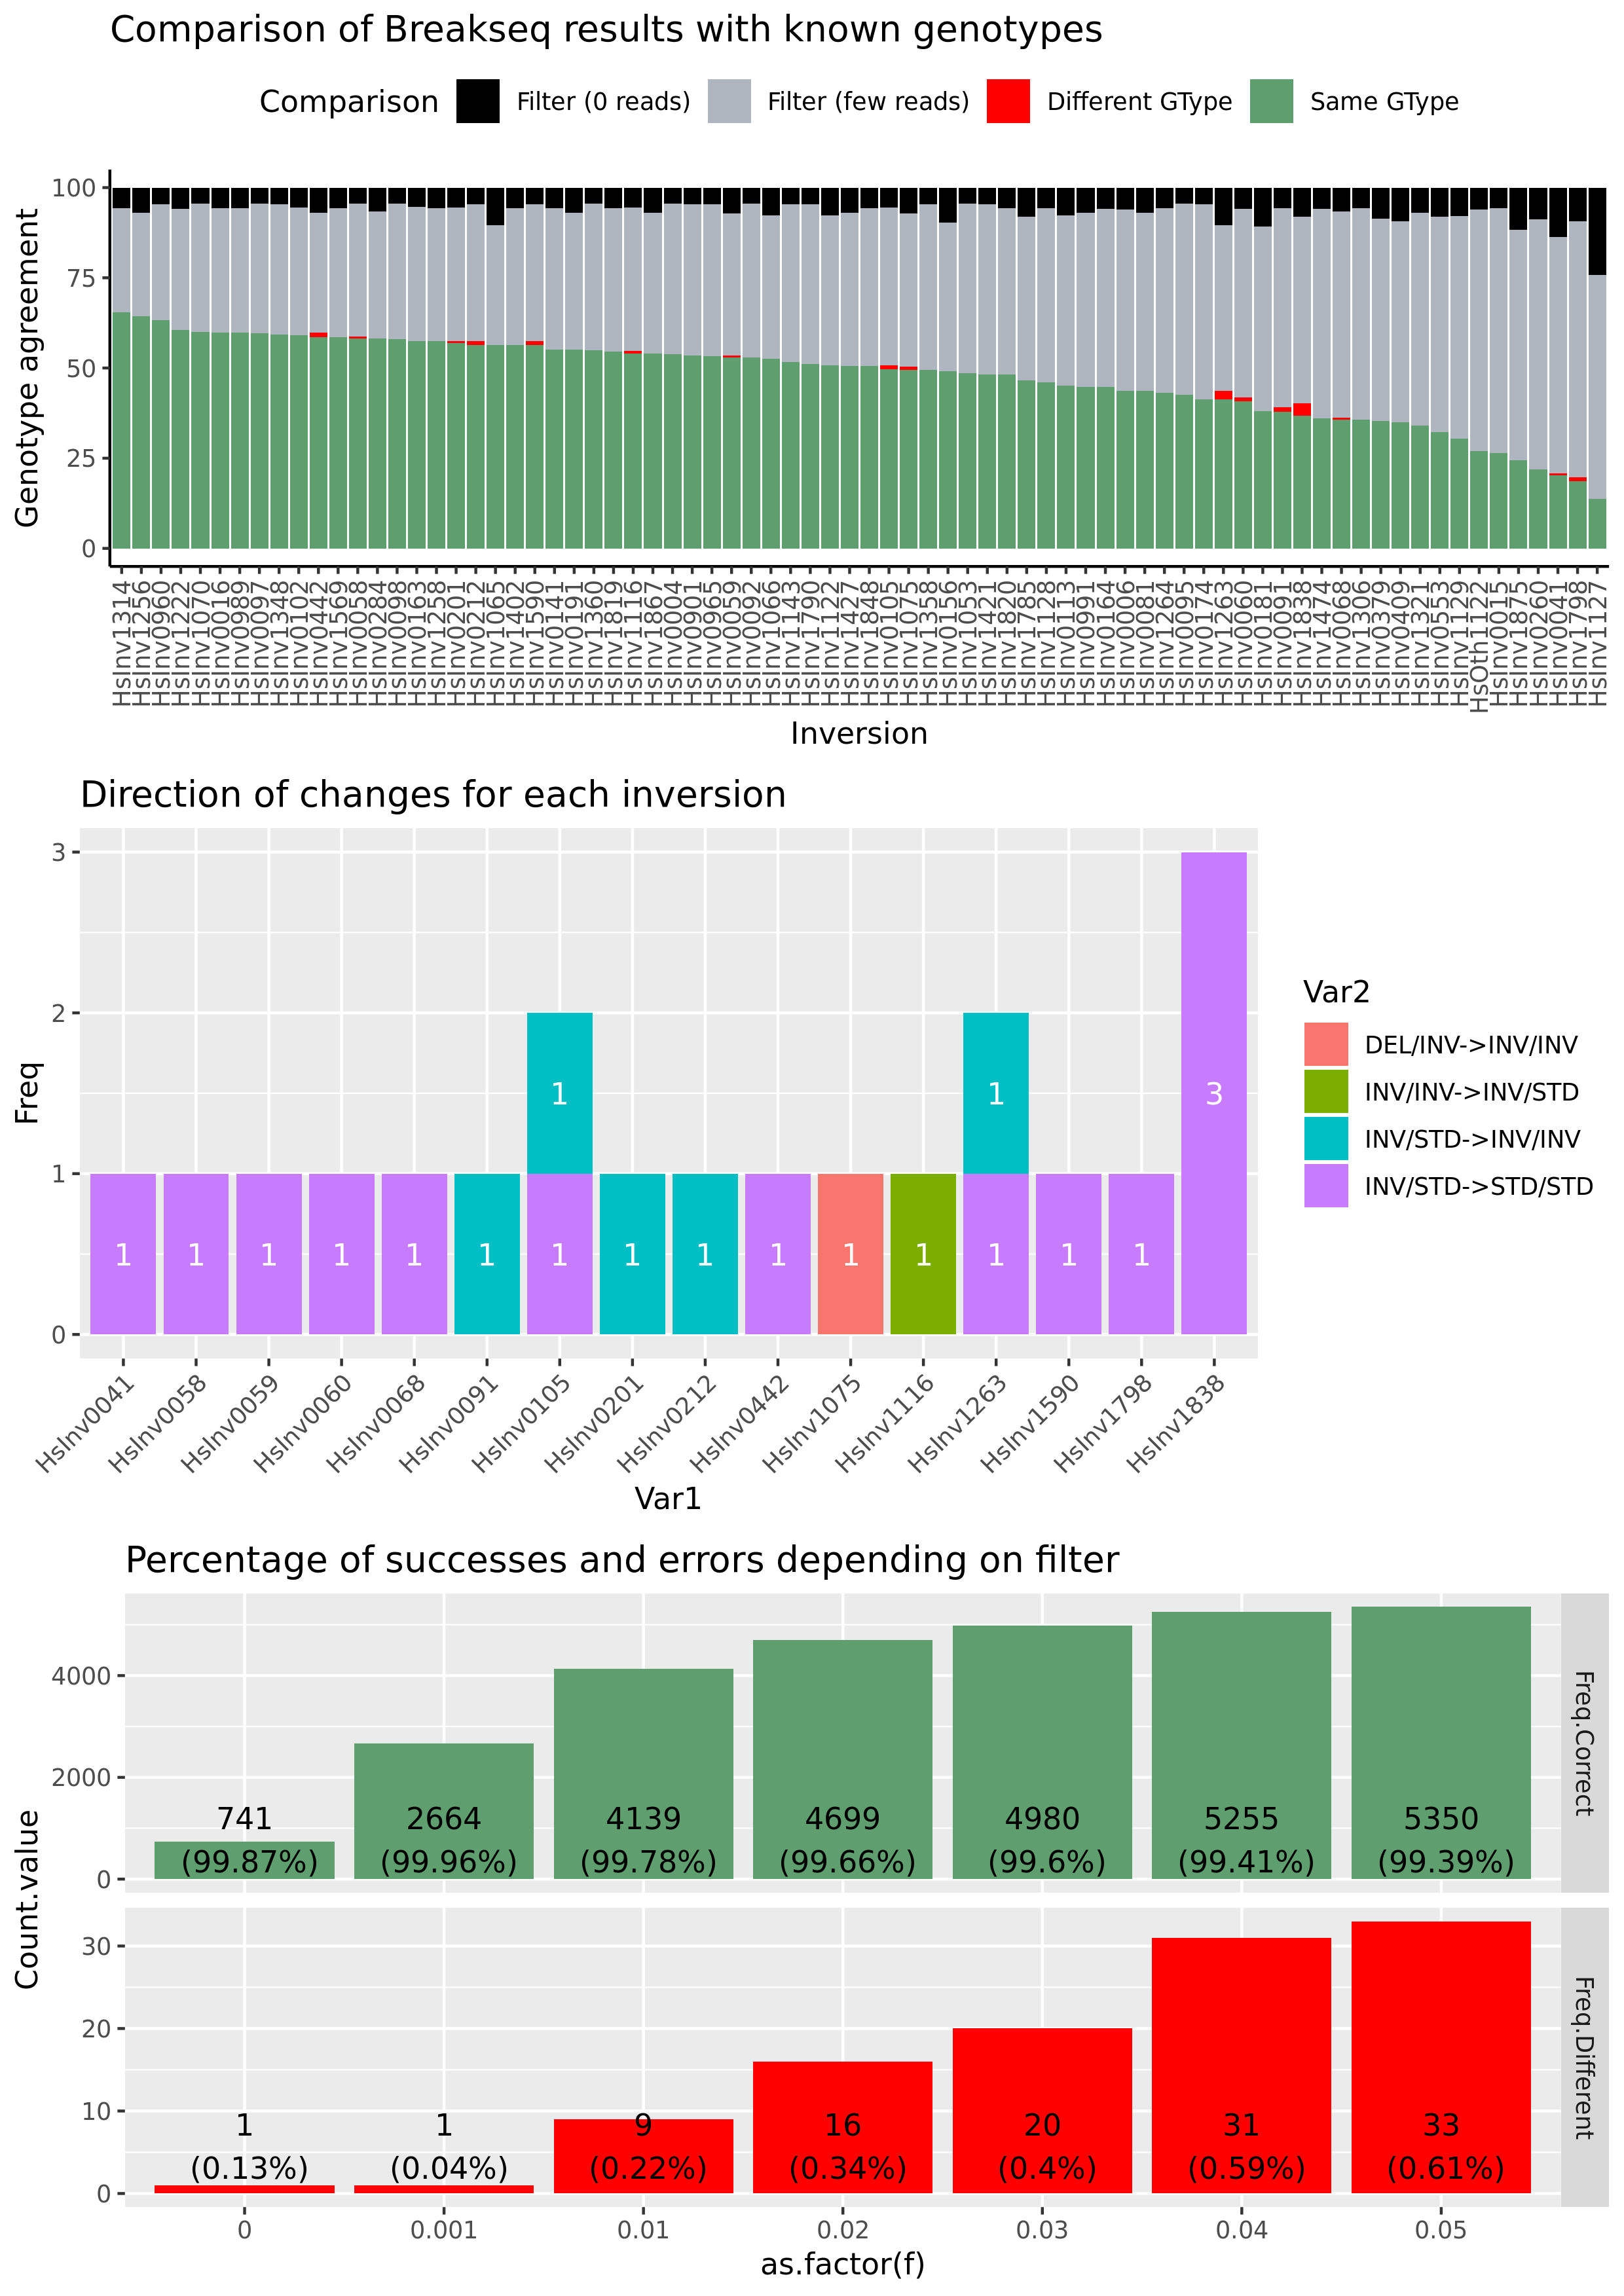 Comparison of Breakseq results with known genotypes
Comparison Filter (0 reads) Filter (few reads) Different GType Same GType
Genotype agreement
100
75
50
25
0
HsInv1314 HsInv1256 HsInv0960 HsInv1222 HsInv1070 HsInv0016 HsInv0989 HsInv0097 HsInv1348 HsInv0102 HsInv0442 HsInv1569 HsInv0058 HsInv0284 HsInv0098 HsInv0163 HsInv1258 HsInv0201 HsInv0212 HsInv1065 HsInv1402 HsInv1590 HsInv0141 HsInv0191 HsInv1360 HsInv1819 HsInv1116 HsInv1867 HsInv0004 HsInv0901 HsInv0965 HsInv0059 HsInv0092 HsInv1066 HsInv1143 HsInv1790 HsInv1122 HsInv1427 HsInv1848 HsInv0105 HsInv1075 HsInv1358 HsInv0156 HsInv1053 HsInv1421 HsInv1820 HsInv1785 HsInv1128 HsInv0113 HsInv0991 HsInv0164 HsInv0006 HsInv0081 HsInv1264 HsInv0095 HsInv0174 HsInv1263 HsInv0060 HsInv0181 HsInv0091 HsInv1838 HsInv1474 HsInv0068 HsInv1306 HsInv0379 HsInv0409 HsInv1321 HsInv0553 HsInv1129 HsOth1122 HsInv0015 HsInv1875 HsInv0260 HsInv0041 HsInv1798 HsInv1127
Inversion
Direction of changes for each inversion
Freq
3
2
1
0
1 1 3
1 1 1 1 1 1 1 1 1 1 1 1 1 1 1
HsInv0041 HsInv0058 HsInv0059 HsInv0060 HsInv0068 HsInv0091 HsInv0105 HsInv0201 HsInv0212 HsInv0442 HsInv1075 HsInv1116 HsInv1263 HsInv1590 HsInv1798 HsInv1838
Var1
Var2
DEL/INV->INV/INV
INV/INV->INV/STD
INV/STD->INV/INV
INV/STD->STD/STD
Percentage of successes and errors depending on filter
Count.value
4000
2000
0
741 2664 4139 4699 4980 5255 5350
(99.87%) (99.96%) (99.78%) (99.66%) (99.6%) (99.41%) (99.39%)
Freq.Correct
30
20
10
0
1 1 9 16 20 31 33
(0.13%) (0.04%) (0.22%) (0.34%) (0.4%) (0.59%) (0.61%)
Freq.Different
0 0.001 0.01 0.02 0.03 0.04 0.05
as.factor(f)